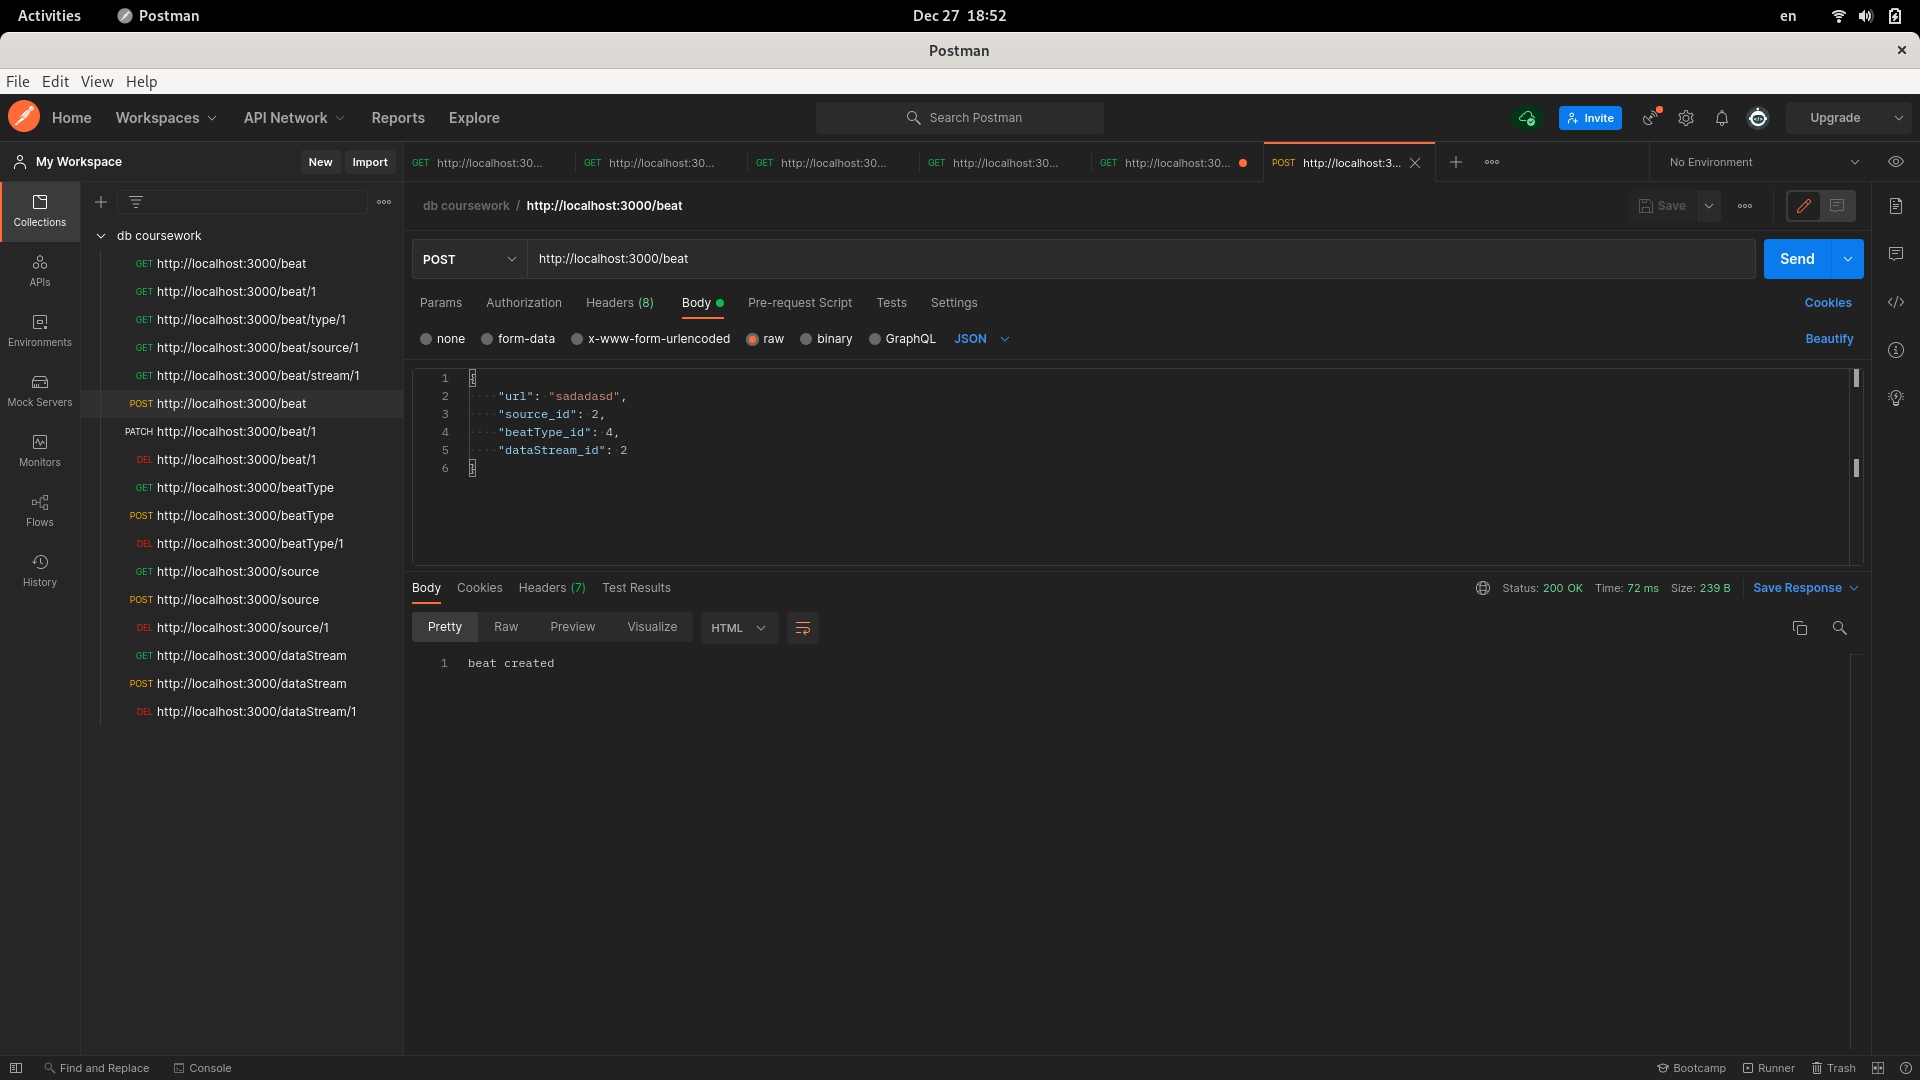 Activities
Postman
Dec 27 18:52
en
Postman
File Edit View Help
Home Workspaces API Network Reports Explore
Search Postman
Invite
Upgrade
My Workspace
New Import
GET http://localhost:30...
GET http://localhost:30...
GET http://localhost:30...
GET http://localhost:30...
GET http://localhost:30...
POST http://localhost:3...
No Environment
Collections
APIs
Environments
Mock Servers
Monitors
Flows
History
db coursework
GET http://localhost:3000/beat
GET http://localhost:3000/beat/1
GET http://localhost:3000/beat/type/1
GET http://localhost:3000/beat/source/1
GET http://localhost:3000/beat/stream/1
POST http://localhost:3000/beat
PATCH http://localhost:3000/beat/1
DEL http://localhost:3000/beat/1
GET http://localhost:3000/beatType
POST http://localhost:3000/beatType
DEL http://localhost:3000/beatType/1
GET http://localhost:3000/source
POST http://localhost:3000/source
DEL http://localhost:3000/source/1
GET http://localhost:3000/dataStream
POST http://localhost:3000/dataStream
DEL http://localhost:3000/dataStream/1
db coursework / http://localhost:3000/beat
Save
POST http://localhost:3000/beat
Send
Params Authorization Headers (8) Body Pre-request Script Tests Settings
Cookies
none form-data x-www-form-urlencoded raw binary GraphQL JSON
Beautify
1 {
2 "url": "sadadasd",
3 "source_id": 2,
4 "beatType_id": 4,
5 "dataStream_id": 2
6 }
Body Cookies Headers (7) Test Results
Status: 200 OK Time: 72 ms Size: 239 B
Save Response
Pretty Raw Preview Visualize HTML
1 beat created
Find and Replace Console
Bootcamp Runner Trash